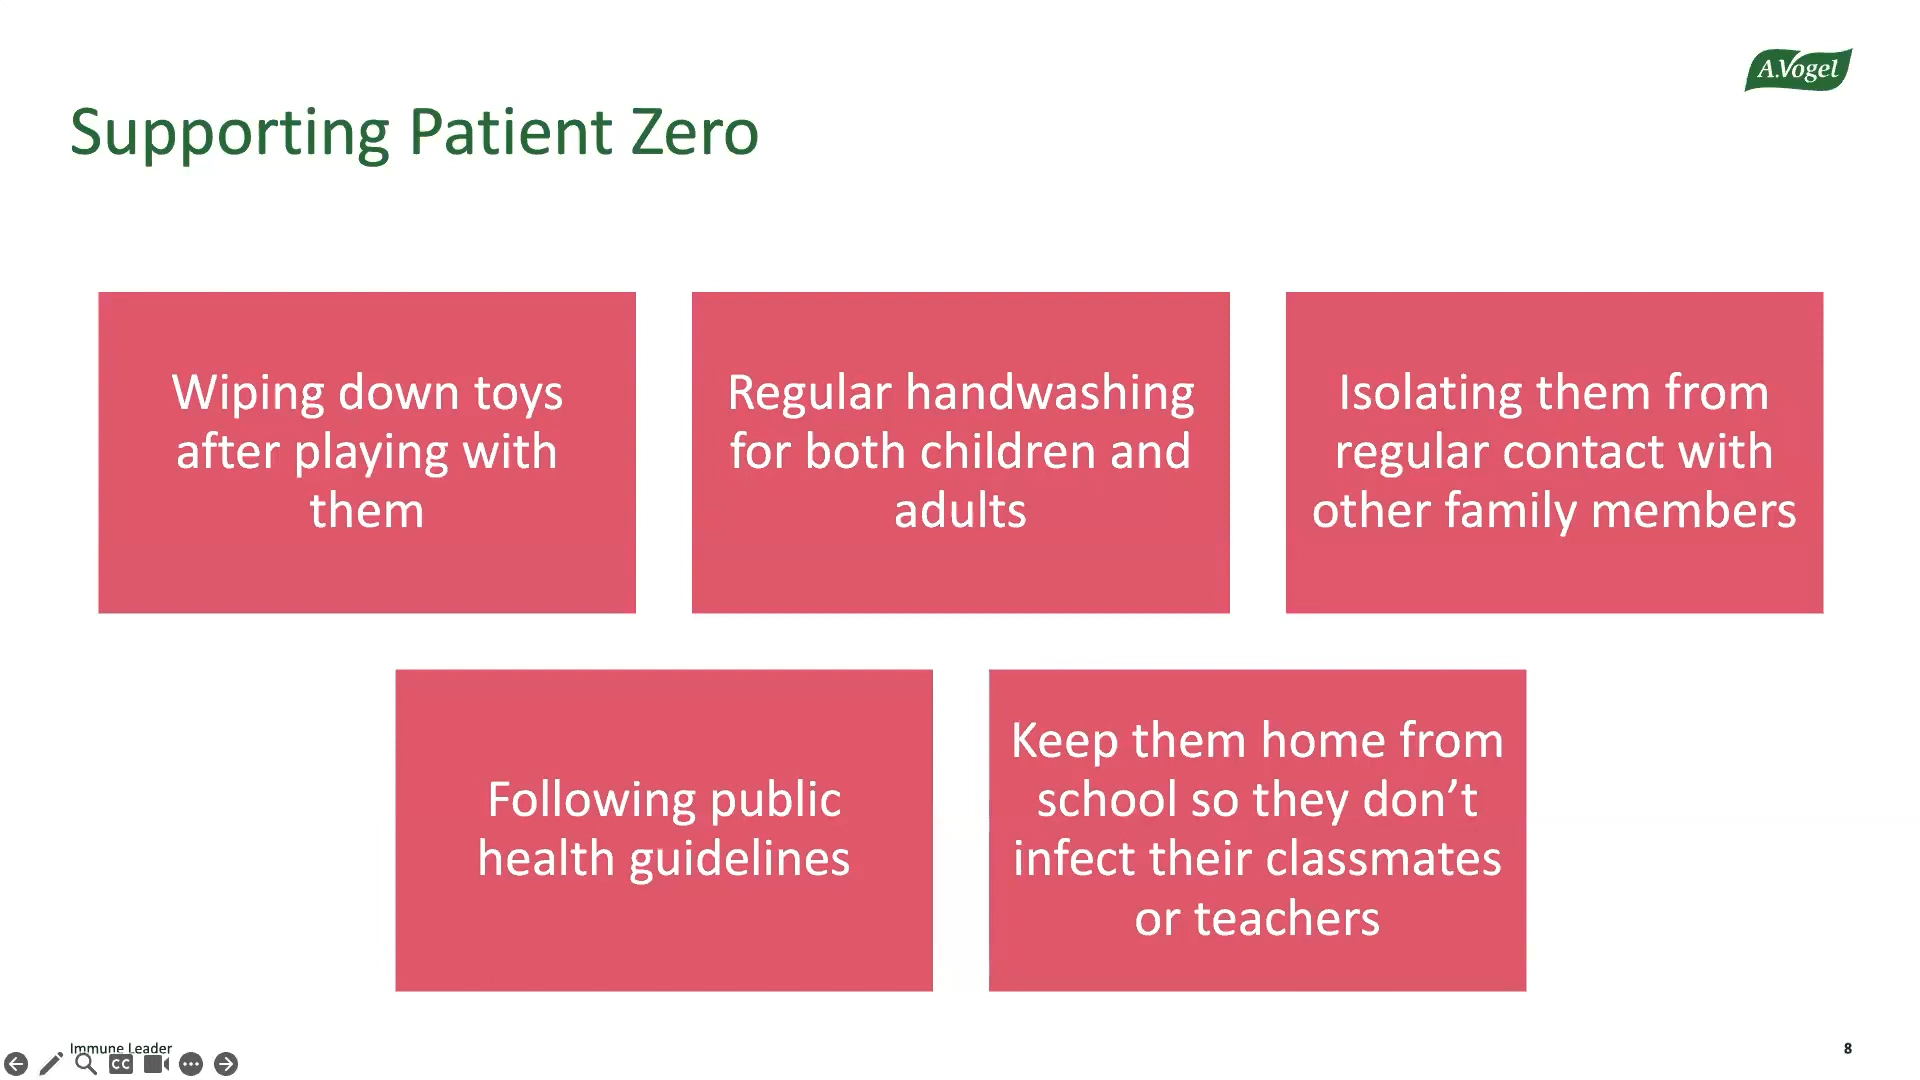 A.Vogel
Supporting Patient Zero
Wiping down toys
after playing with
them
Regular handwashing
for both children and
adults
Isolating them from
regular contact with
other family members
Following public
health guidelines
Keep them home from
school so they don’t
infect their classmates
or teachers
Immune Leader
CC
8